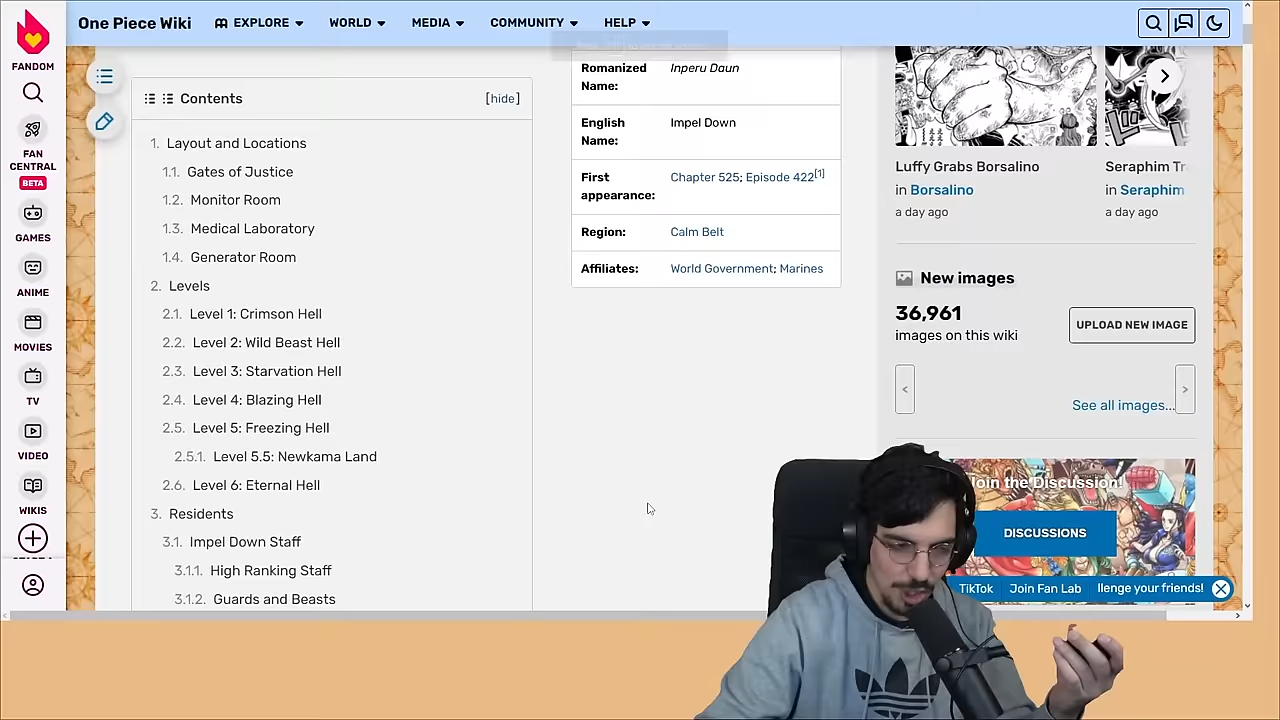 One Piece Wiki
EXPLORE
WORLD
MEDIA
COMMUNITY
HELP
FANDOM
FAN
CENTRAL
BETA
GAMES
ANIME
MOVIES
TV
VIDEO
WIKIS
Contents
[hide]
1. Layout and Locations
1.1. Gates of Justice
1.2. Monitor Room
1.3. Medical Laboratory
1.4. Generator Room
2. Levels
2.1. Level 1: Crimson Hell
2.2. Level 2: Wild Beast Hell
2.3. Level 3: Starvation Hell
2.4. Level 4: Blazing Hell
2.5. Level 5: Freezing Hell
2.5.1. Level 5.5: Newkama Land
2.6. Level 6: Eternal Hell
3. Residents
3.1. Impel Down Staff
3.1.1. High Ranking Staff
3.1.2. Guards and Beasts
Romanized
Name:
Inperu Daun
English
Name:
Impel Down
First
appearance:
Chapter 525; Episode 422[1]
Region:
Calm Belt
Affiliates:
World Government; Marines
Luffy Grabs Borsalino
in Borsalino
a day ago
Seraphim Tr
in Seraphim
a day ago
New images
36,961
images on this wiki
UPLOAD NEW IMAGE
<
>
See all images...
Join the Discussion!
DISCUSSIONS
TikTok
Join Fan Lab
llenge your friends!